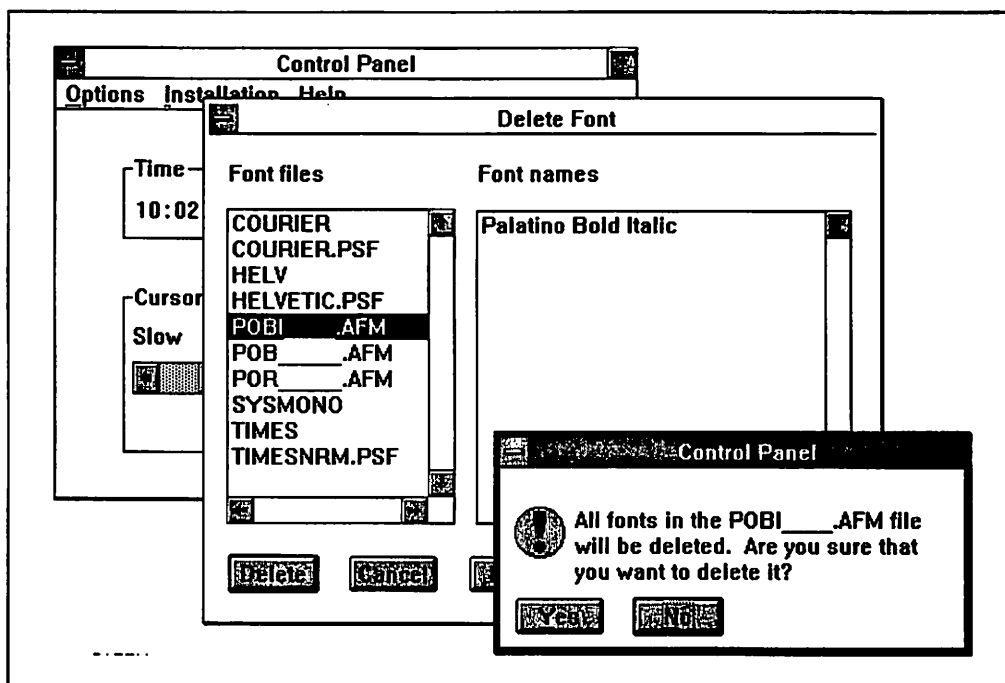 Control Panel
Options Installation Help
Delete Font
Time
10:02
Cursor
Slow
Font files
COURIER
COURIER.PSF
HELV
HELVETIC.PSF
POBI____.AFM
POB_____.AFM
POR_____.AFM
SYSMONO
TIMES
TIMESNRM.PSF
Font names
Palatino Bold Italic
Delete Cancel
Control Panel
All fonts in the POBI____.AFM file
will be deleted. Are you sure that
you want to delete it?
Yes No